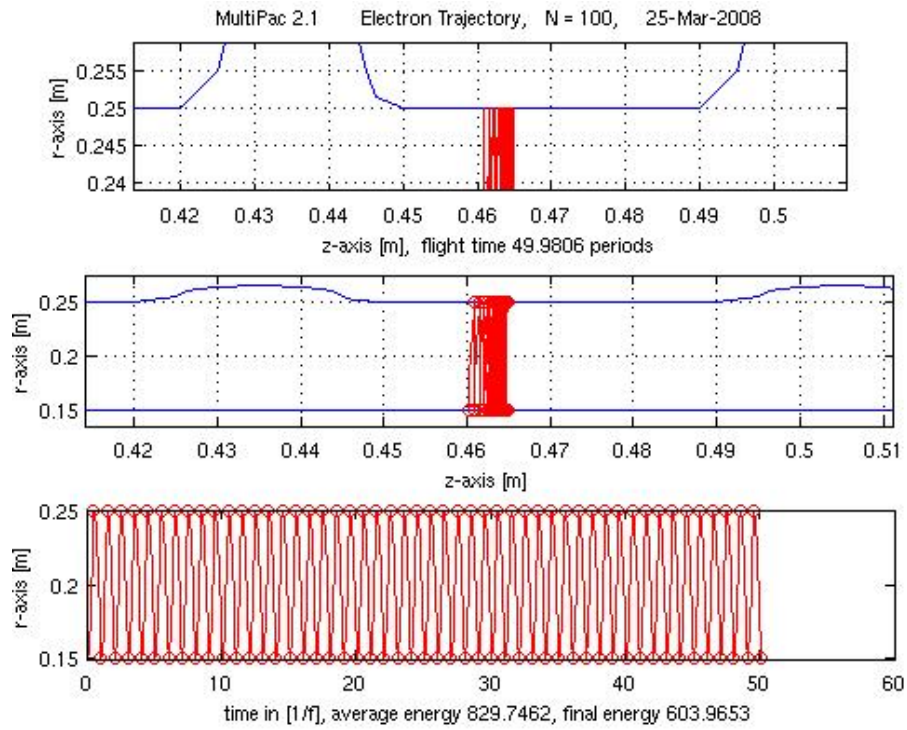 MultiPac 2.1 Electron Trajectory, N = 100, 25-Mar-2008
r-axis [m]
0.255
0.25
0.245
0.24
0.42 0.43 0.44 0.45 0.46 0.47 0.48 0.49 0.5
z-axis [m], flight time 49.9806 periods
r-axis [m]
0.25
0.2
0.15
0.42 0.43 0.44 0.45 0.46 0.47 0.48 0.49 0.5 0.51
z-axis [m]
r-axis [m]
0.25
0.2
0.15
0 10 20 30 40 50 60
time in [1/f], average energy 829.7462, final energy 603.9653